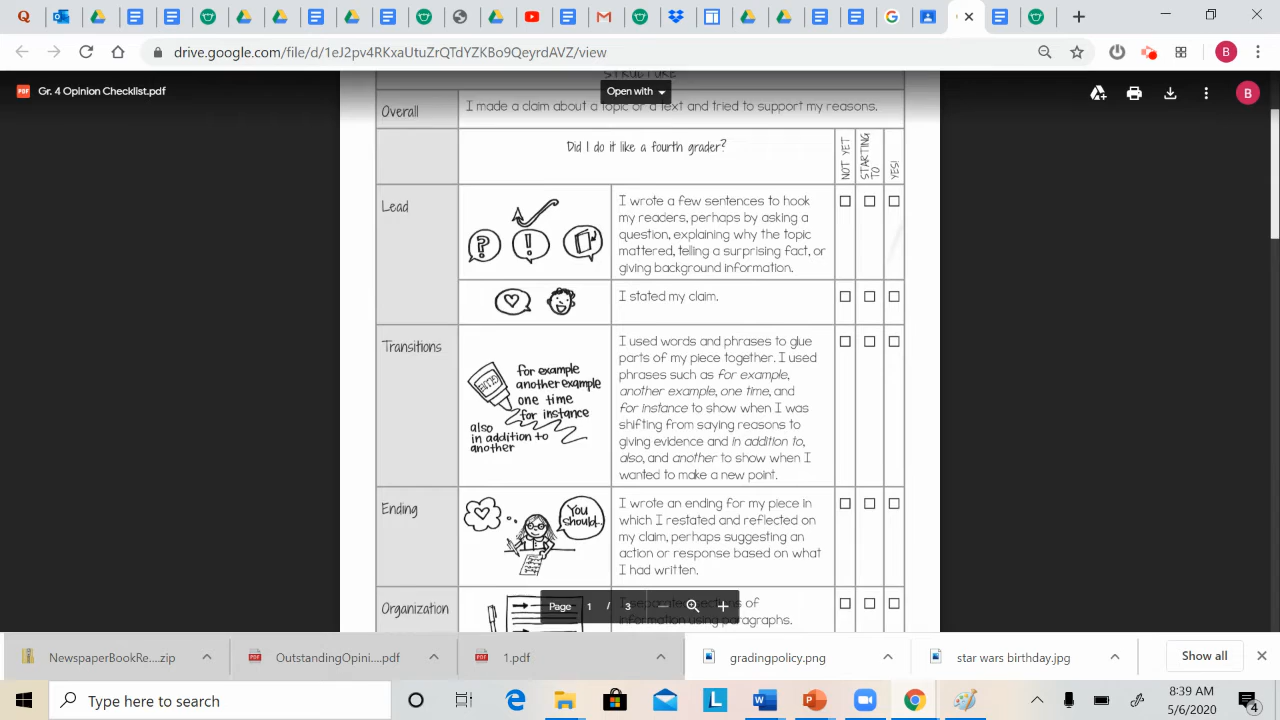 drive.google.com/file/d/1eJ2pv4RKxaUtuZrQTdYZKBo9QeyrdAVZ/view
B
Gr. 4 Opinion Checklist.pdf
Open with
B
STRUCTURE
Overall
I made a claim about a topic or a text and tried to support my reasons.
Did I do it like a fourth grader?
NOT YET
STARTING TO
YES!
Lead
I wrote a few sentences to hook
my readers, perhaps by asking a
question, explaining why the topic
mattered, telling a surprising fact, or
giving background information.
I stated my claim.
Transitions
for example
another example
one time
for instance
also
in addition to
another
I used words and phrases to glue
parts of my piece together. I used
phrases such as for example,
another example, one time, and
for instance to show when I was
shifting from saying reasons to
giving evidence and in addition to,
also, and another to show when I
wanted to make a new point.
Ending
You
should...
I wrote an ending for my piece in
which I restated and reflected on
my claim, perhaps suggesting an
action or response based on what
I had written.
Organization
I separated sections of
information using paragraphs.
Page 1 / 3
NewspaperBookRe....zip
OutstandingOpini....pdf
1.pdf
gradingpolicy.png
star wars birthday.jpg
Show all
Type here to search
8:39 AM
5/6/2020
4